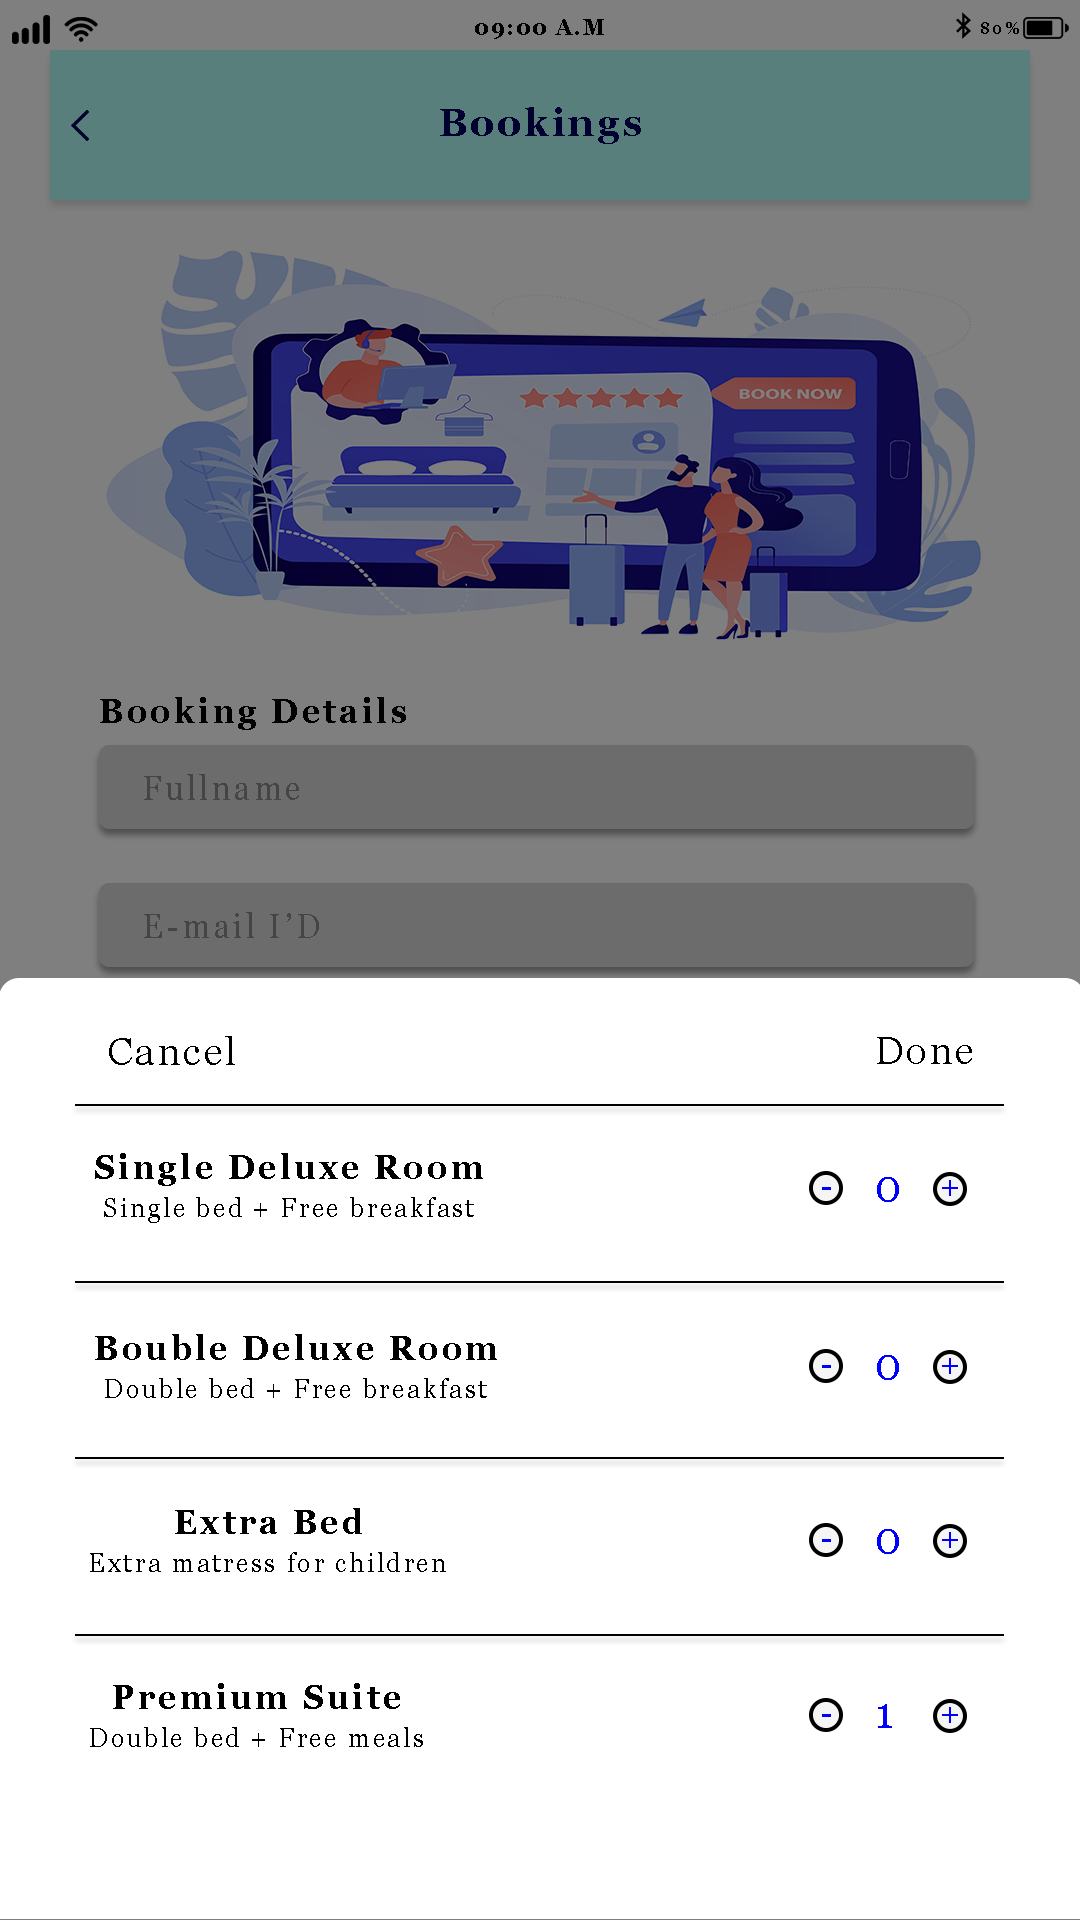 09:00 A.M
80%
Bookings
BOOK NOW
Booking Details
Fullname
E-mail I’D
Cancel
Done
Single Deluxe Room
Single bed + Free breakfast
- 0 +
Bouble Deluxe Room
Double bed + Free breakfast
- 0 +
Extra Bed
Extra matress for children
- 0 +
Premium Suite
Double bed + Free meals
- 1 +